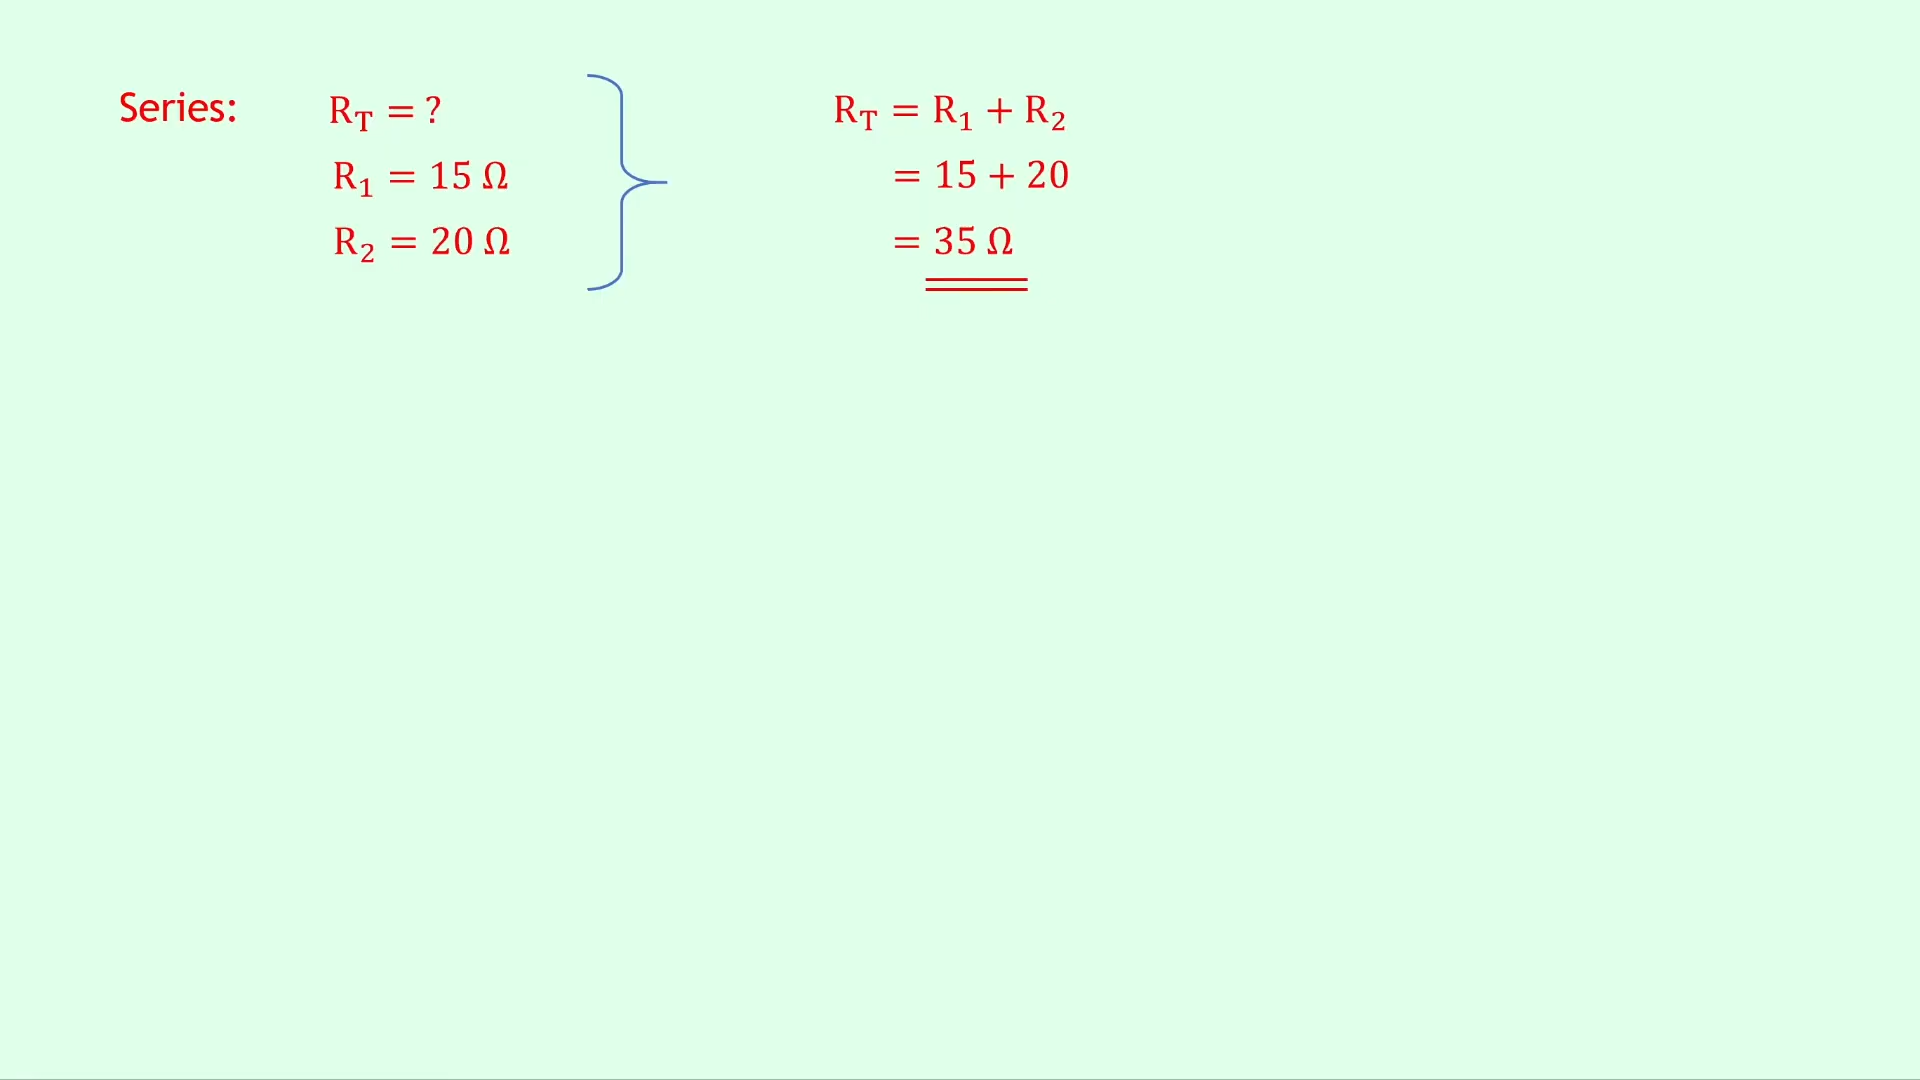 Series: R_T = ? R_T = R_1 + R_2
R_1 = 15 Ω = 15 + 20
R_2 = 20 Ω = 35 Ω